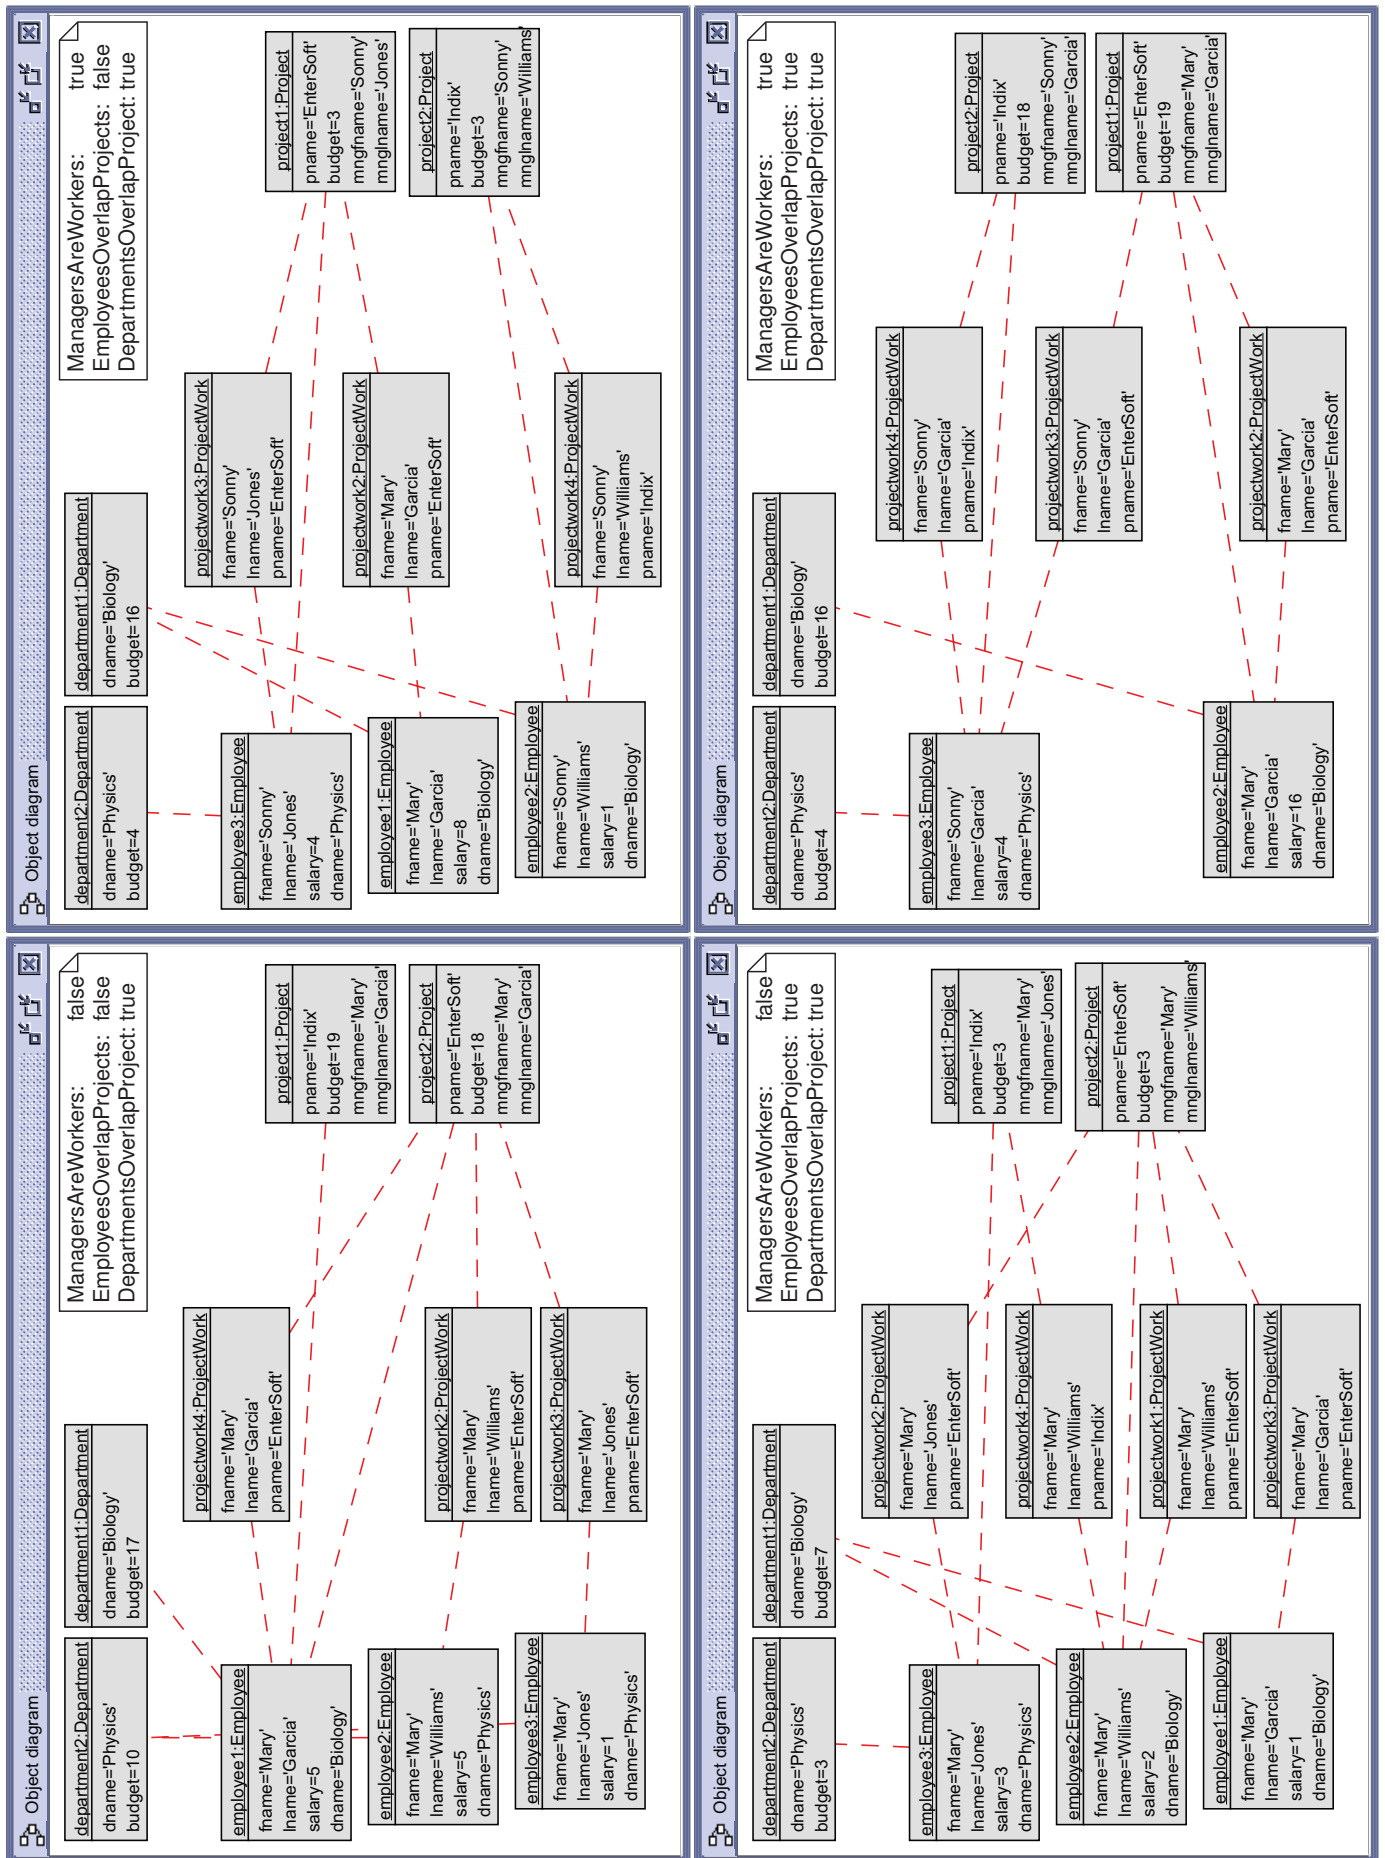 Object diagram
department2:Department
dname='Physics'
budget=10
department1:Department
dname='Biology'
budget=17
ManagersAreWorkers: false
EmployeesOverlapProjects: false
DepartmentsOverlapProject: true
employee1:Employee
fname='Mary'
lname='Garcia'
salary=5
dname='Biology'
employee2:Employee
fname='Mary'
lname='Williams'
salary=5
dname='Physics'
employee3:Employee
fname='Mary'
lname='Jones'
salary=1
dname='Physics'
projectwork4:ProjectWork
fname='Mary'
lname='Garcia'
pname='EnterSoft'
projectwork2:ProjectWork
fname='Mary'
lname='Williams'
pname='EnterSoft'
projectwork3:ProjectWork
fname='Mary'
lname='Jones'
pname='EnterSoft'
project1:Project
pname='Indix'
budget=19
mngfname='Mary'
mnglname='Garcia'
project2:Project
pname='EnterSoft'
budget=18
mngfname='Mary'
mnglname='Garcia'
Object diagram
department2:Department
dname='Physics'
budget=4
department1:Department
dname='Biology'
budget=16
ManagersAreWorkers: true
EmployeesOverlapProjects: false
DepartmentsOverlapProject: true
employee3:Employee
fname='Sonny'
lname='Jones'
salary=4
dname='Physics'
employee1:Employee
fname='Mary'
lname='Garcia'
salary=8
dname='Biology'
employee2:Employee
fname='Sonny'
lname='Williams'
salary=1
dname='Biology'
projectwork3:ProjectWork
fname='Sonny'
lname='Jones'
pname='EnterSoft'
projectwork2:ProjectWork
fname='Mary'
lname='Garcia'
pname='EnterSoft'
projectwork4:ProjectWork
fname='Sonny'
lname='Williams'
pname='Indix'
project1:Project
pname='EnterSoft'
budget=3
mngfname='Sonny'
mnglname='Jones'
project2:Project
pname='Indix'
budget=3
mngfname='Sonny'
mnglname='Williams'
Object diagram
department2:Department
dname='Physics'
budget=3
department1:Department
dname='Biology'
budget=7
ManagersAreWorkers: false
EmployeesOverlapProjects: true
DepartmentsOverlapProject: true
employee3:Employee
fname='Mary'
lname='Jones'
salary=3
dname='Physics'
employee2:Employee
fname='Mary'
lname='Williams'
salary=2
dname='Biology'
employee1:Employee
fname='Mary'
lname='Garcia'
salary=1
dname='Biology'
projectwork2:ProjectWork
fname='Mary'
lname='Jones'
pname='EnterSoft'
projectwork4:ProjectWork
fname='Mary'
lname='Williams'
pname='Indix'
projectwork1:ProjectWork
fname='Mary'
lname='Williams'
pname='EnterSoft'
projectwork3:ProjectWork
fname='Mary'
lname='Garcia'
pname='EnterSoft'
project1:Project
pname='Indix'
budget=3
mngfname='Mary'
mnglname='Jones'
project2:Project
pname='EnterSoft'
budget=3
mngfname='Mary'
mnglname='Williams'
Object diagram
department2:Department
dname='Physics'
budget=4
department1:Department
dname='Biology'
budget=16
ManagersAreWorkers: true
EmployeesOverlapProjects: true
DepartmentsOverlapProject: true
employee3:Employee
fname='Sonny'
lname='Garcia'
salary=4
dname='Physics'
employee2:Employee
fname='Mary'
lname='Garcia'
salary=16
dname='Biology'
projectwork4:ProjectWork
fname='Sonny'
lname='Garcia'
pname='Indix'
projectwork3:ProjectWork
fname='Sonny'
lname='Garcia'
pname='EnterSoft'
projectwork2:ProjectWork
fname='Mary'
lname='Garcia'
pname='EnterSoft'
project2:Project
pname='Indix'
budget=18
mngfname='Sonny'
mnglname='Garcia'
project1:Project
pname='EnterSoft'
budget=19
mngfname='Mary'
mnglname='Garcia'